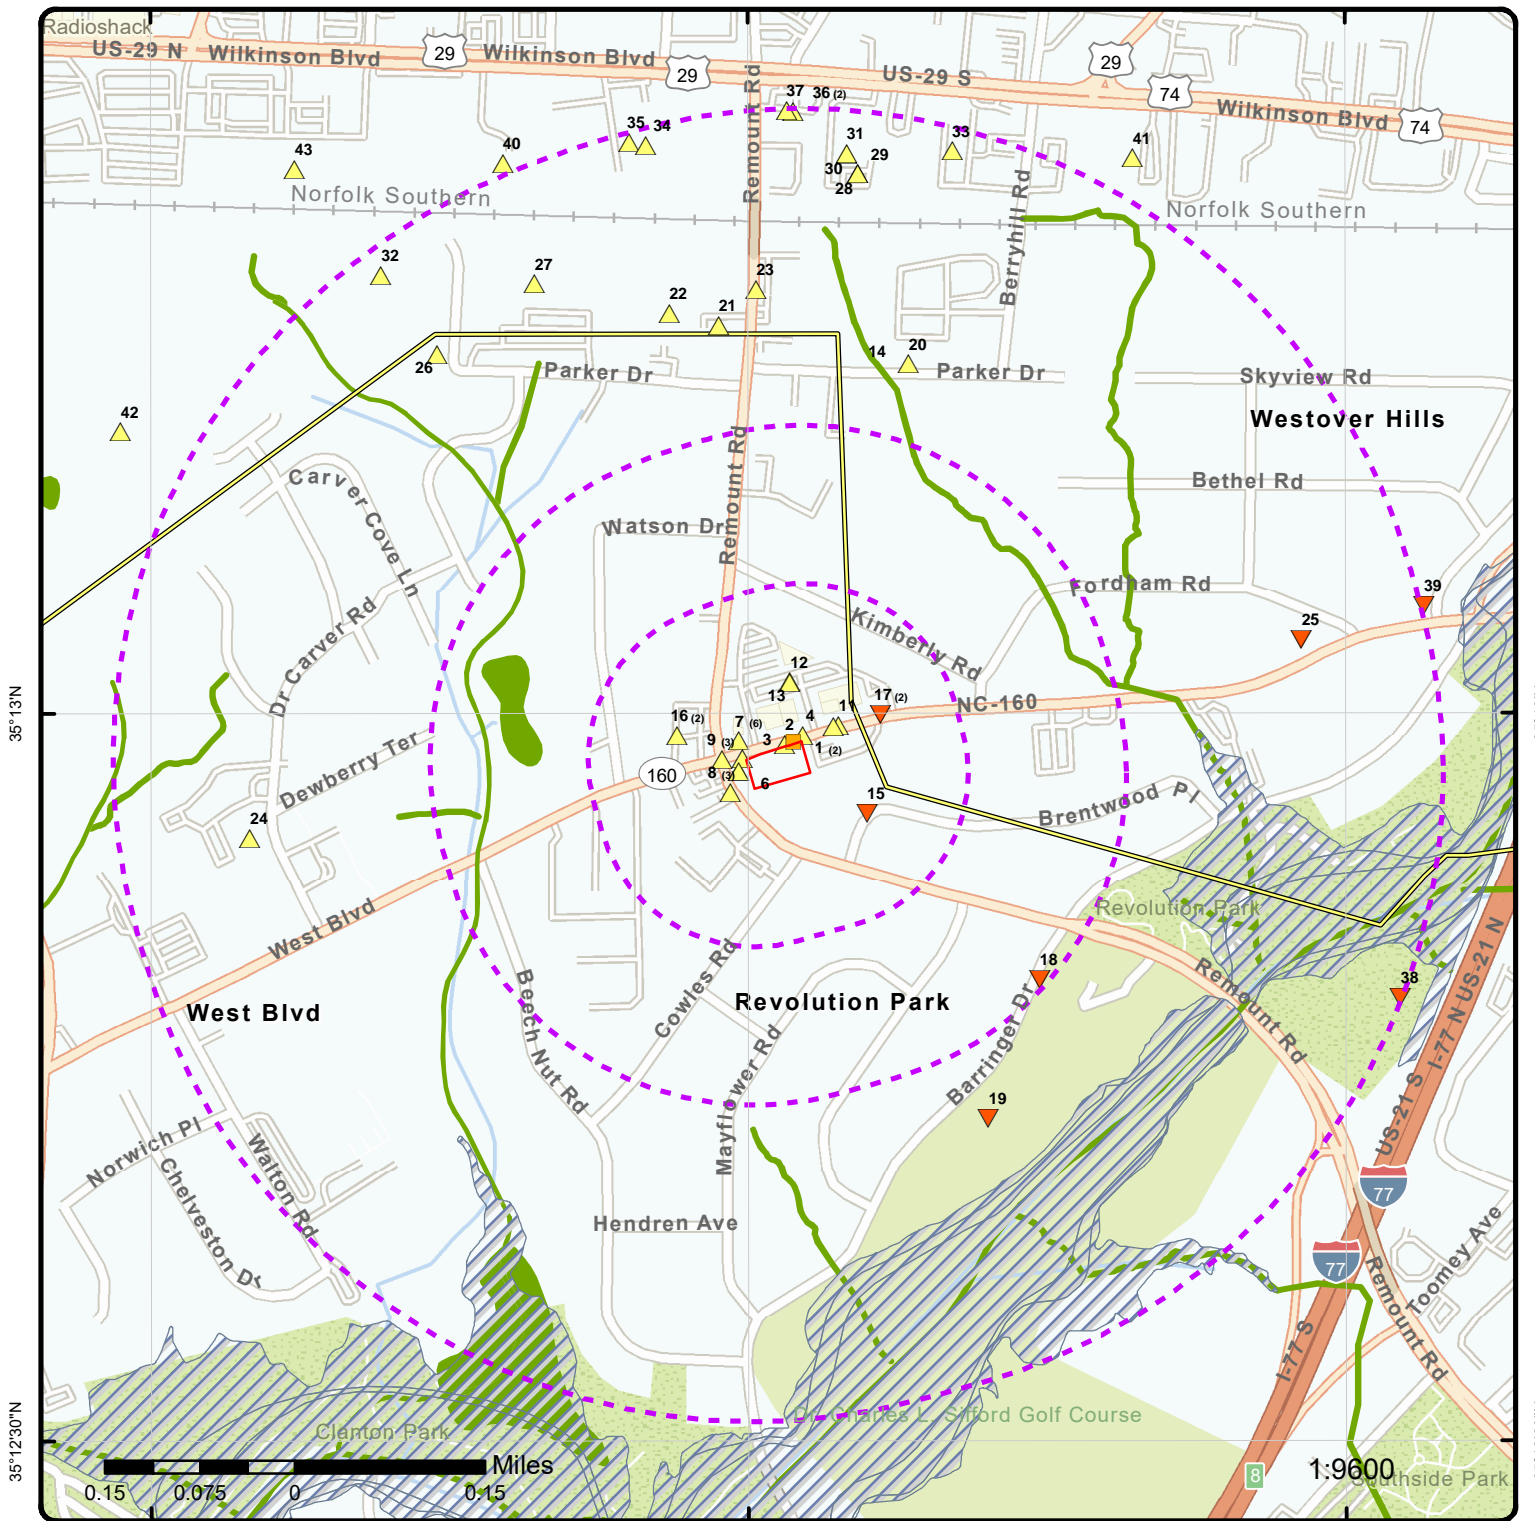 Radioshack
US-29 N
Wilkinson Blvd
29
Wilkinson Blvd
29
US-29 S
29
74
Wilkinson Blvd
74
37
36 (2)
35
34
31
29
30
28
33
41
40
43
Norfolk Southern
Remount Rd
Norfolk Southern
Berryhill Rd
32
27
23
22
21
26
14
20
Parker Dr
Parker Dr
Skyview Rd
Westover Hills
42
Carver Cove Ln
Remount Rd
Bethel Rd
Watson Dr
Fordham Rd
39
25
Dr Carver Rd
Kimberly Rd
12
13
17 (2)
NC-160
35°13'N
16 (2)
7 (6)
2
4
11
9 (3)
3
1 (2)
8 (3)
6
160
Dewberry Ter
15
Brentwood Pl
24
West Blvd
Revolution Park
18
38
West Blvd
Beech Nut Rd
Cowles Rd
Revolution Park
Remount Rd
I-77 N US-21 N
Barringer Dr
Mayflower Rd
19
US-21 S
Norwich Pl
Walton Rd
Chelveston Dr
77
Hendren Ave
77
Toomey Ave
Remount Rd
I-77 S
Dr. Charles L. Sifford Golf Course
Clanton Park
35°12'30"N
Miles
0.15
0.075
0
0.15
8
1:9600
Southside Park